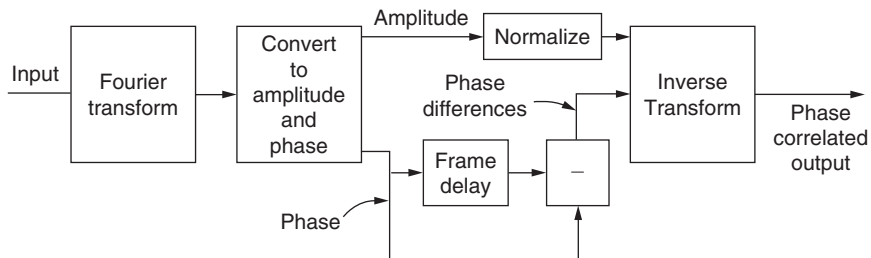 Input
Fourier
transform
Convert
to
amplitude
and
phase
Amplitude
Normalize
Phase
differences
Inverse
Transform
Phase
correlated
output
Frame
delay
−
Phase